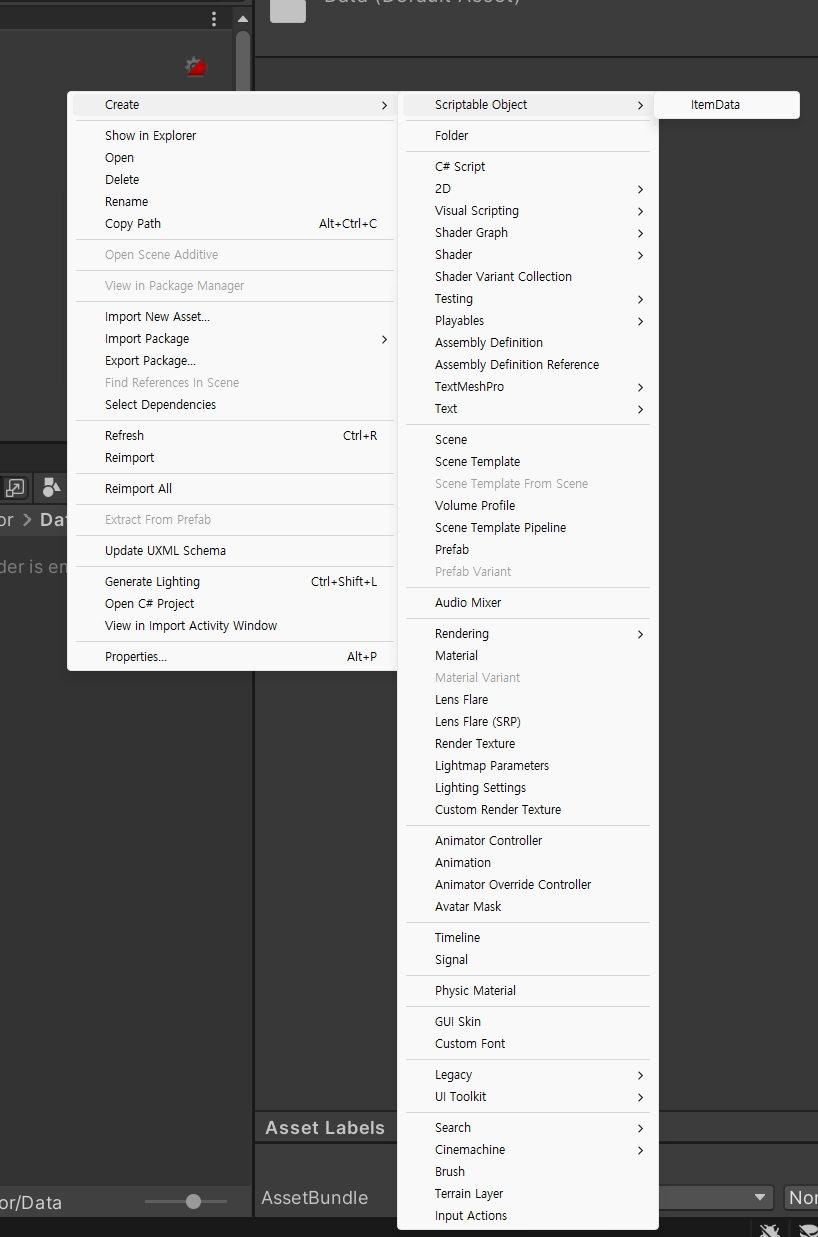 Data (Default Asset)
Create
Show in Explorer
Open
Delete
Rename
Copy Path Alt+Ctrl+C
Open Scene Additive
View in Package Manager
Import New Asset...
Import Package
Export Package...
Find References In Scene
Select Dependencies
Refresh Ctrl+R
Reimport
Reimport All
Extract From Prefab
Update UXML Schema
Generate Lighting Ctrl+Shift+L
Open C# Project
View in Import Activity Window
Properties... Alt+P
Scriptable Object
Folder
C# Script
2D
Visual Scripting
Shader Graph
Shader
Shader Variant Collection
Testing
Playables
Assembly Definition
Assembly Definition Reference
TextMeshPro
Text
Scene
Scene Template
Scene Template From Scene
Volume Profile
Scene Template Pipeline
Prefab
Prefab Variant
Audio Mixer
Rendering
Material
Material Variant
Lens Flare
Lens Flare (SRP)
Render Texture
Lightmap Parameters
Lighting Settings
Custom Render Texture
Animator Controller
Animation
Animator Override Controller
Avatar Mask
Timeline
Signal
Physic Material
GUI Skin
Custom Font
Legacy
UI Toolkit
Search
Cinemachine
Brush
Terrain Layer
Input Actions
ItemData
or > Dat
der is em
or/Data
Asset Labels
AssetBundle
Non